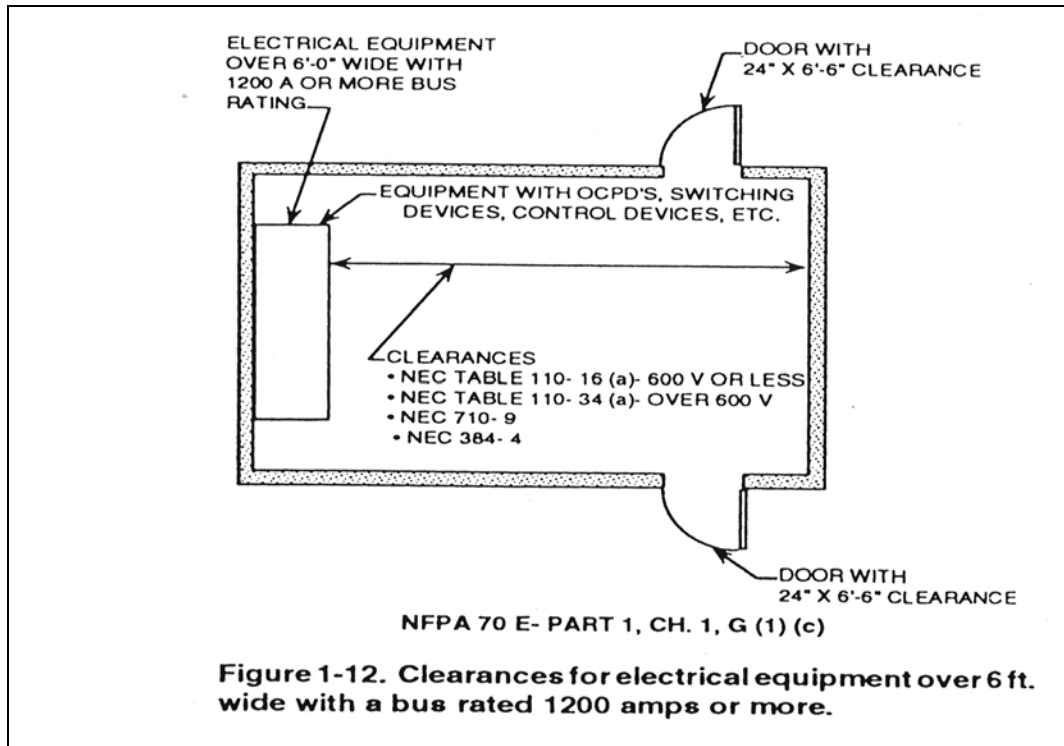 ELECTRICAL EQUIPMENT
OVER 6'-0" WIDE WITH
1200 A OR MORE BUS
RATING
DOOR WITH
24" X 6'-6" CLEARANCE
EQUIPMENT WITH OCPD'S, SWITCHING
DEVICES, CONTROL DEVICES, ETC.
CLEARANCES
• NEC TABLE 110- 16 (a)- 600 V OR LESS
• NEC TABLE 110- 34 (a)- OVER 600 V
• NEC 710- 9
• NEC 384- 4
DOOR WITH
24" X 6'-6" CLEARANCE
NFPA 70 E- PART 1, CH. 1, G (1) (c)
Figure 1-12. Clearances for electrical equipment over 6 ft.
wide with a bus rated 1200 amps or more.